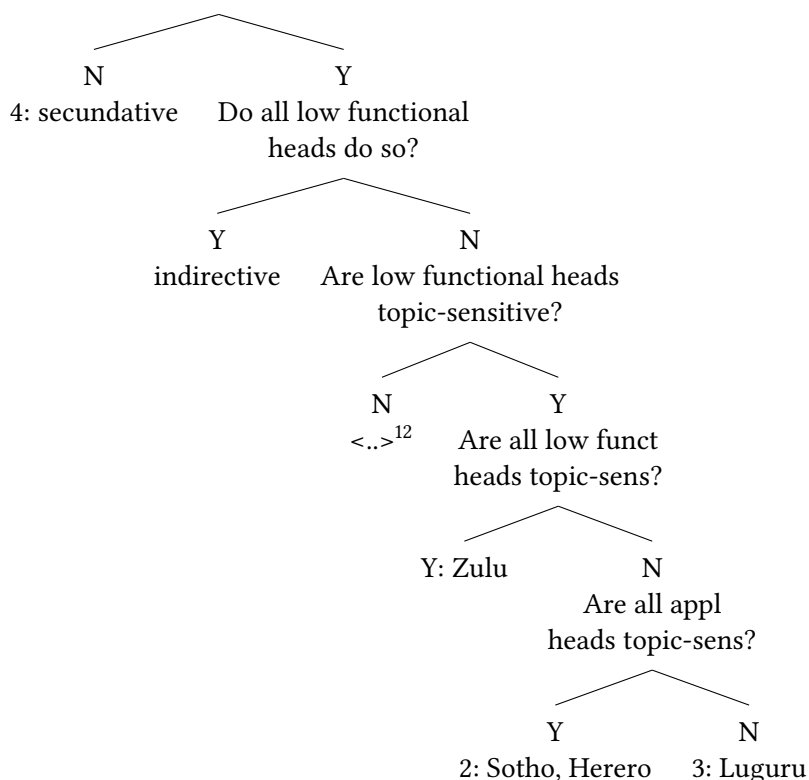 N Y
4: secundative Do all low functional
heads do so?
Y N
indirective Are low functional heads
topic-sensitive?
N Y
<..>12 Are all low funct
heads topic-sens?
Y: Zulu N
Are all appl
heads topic-sens?
Y N
2: Sotho, Herero 3: Luguru